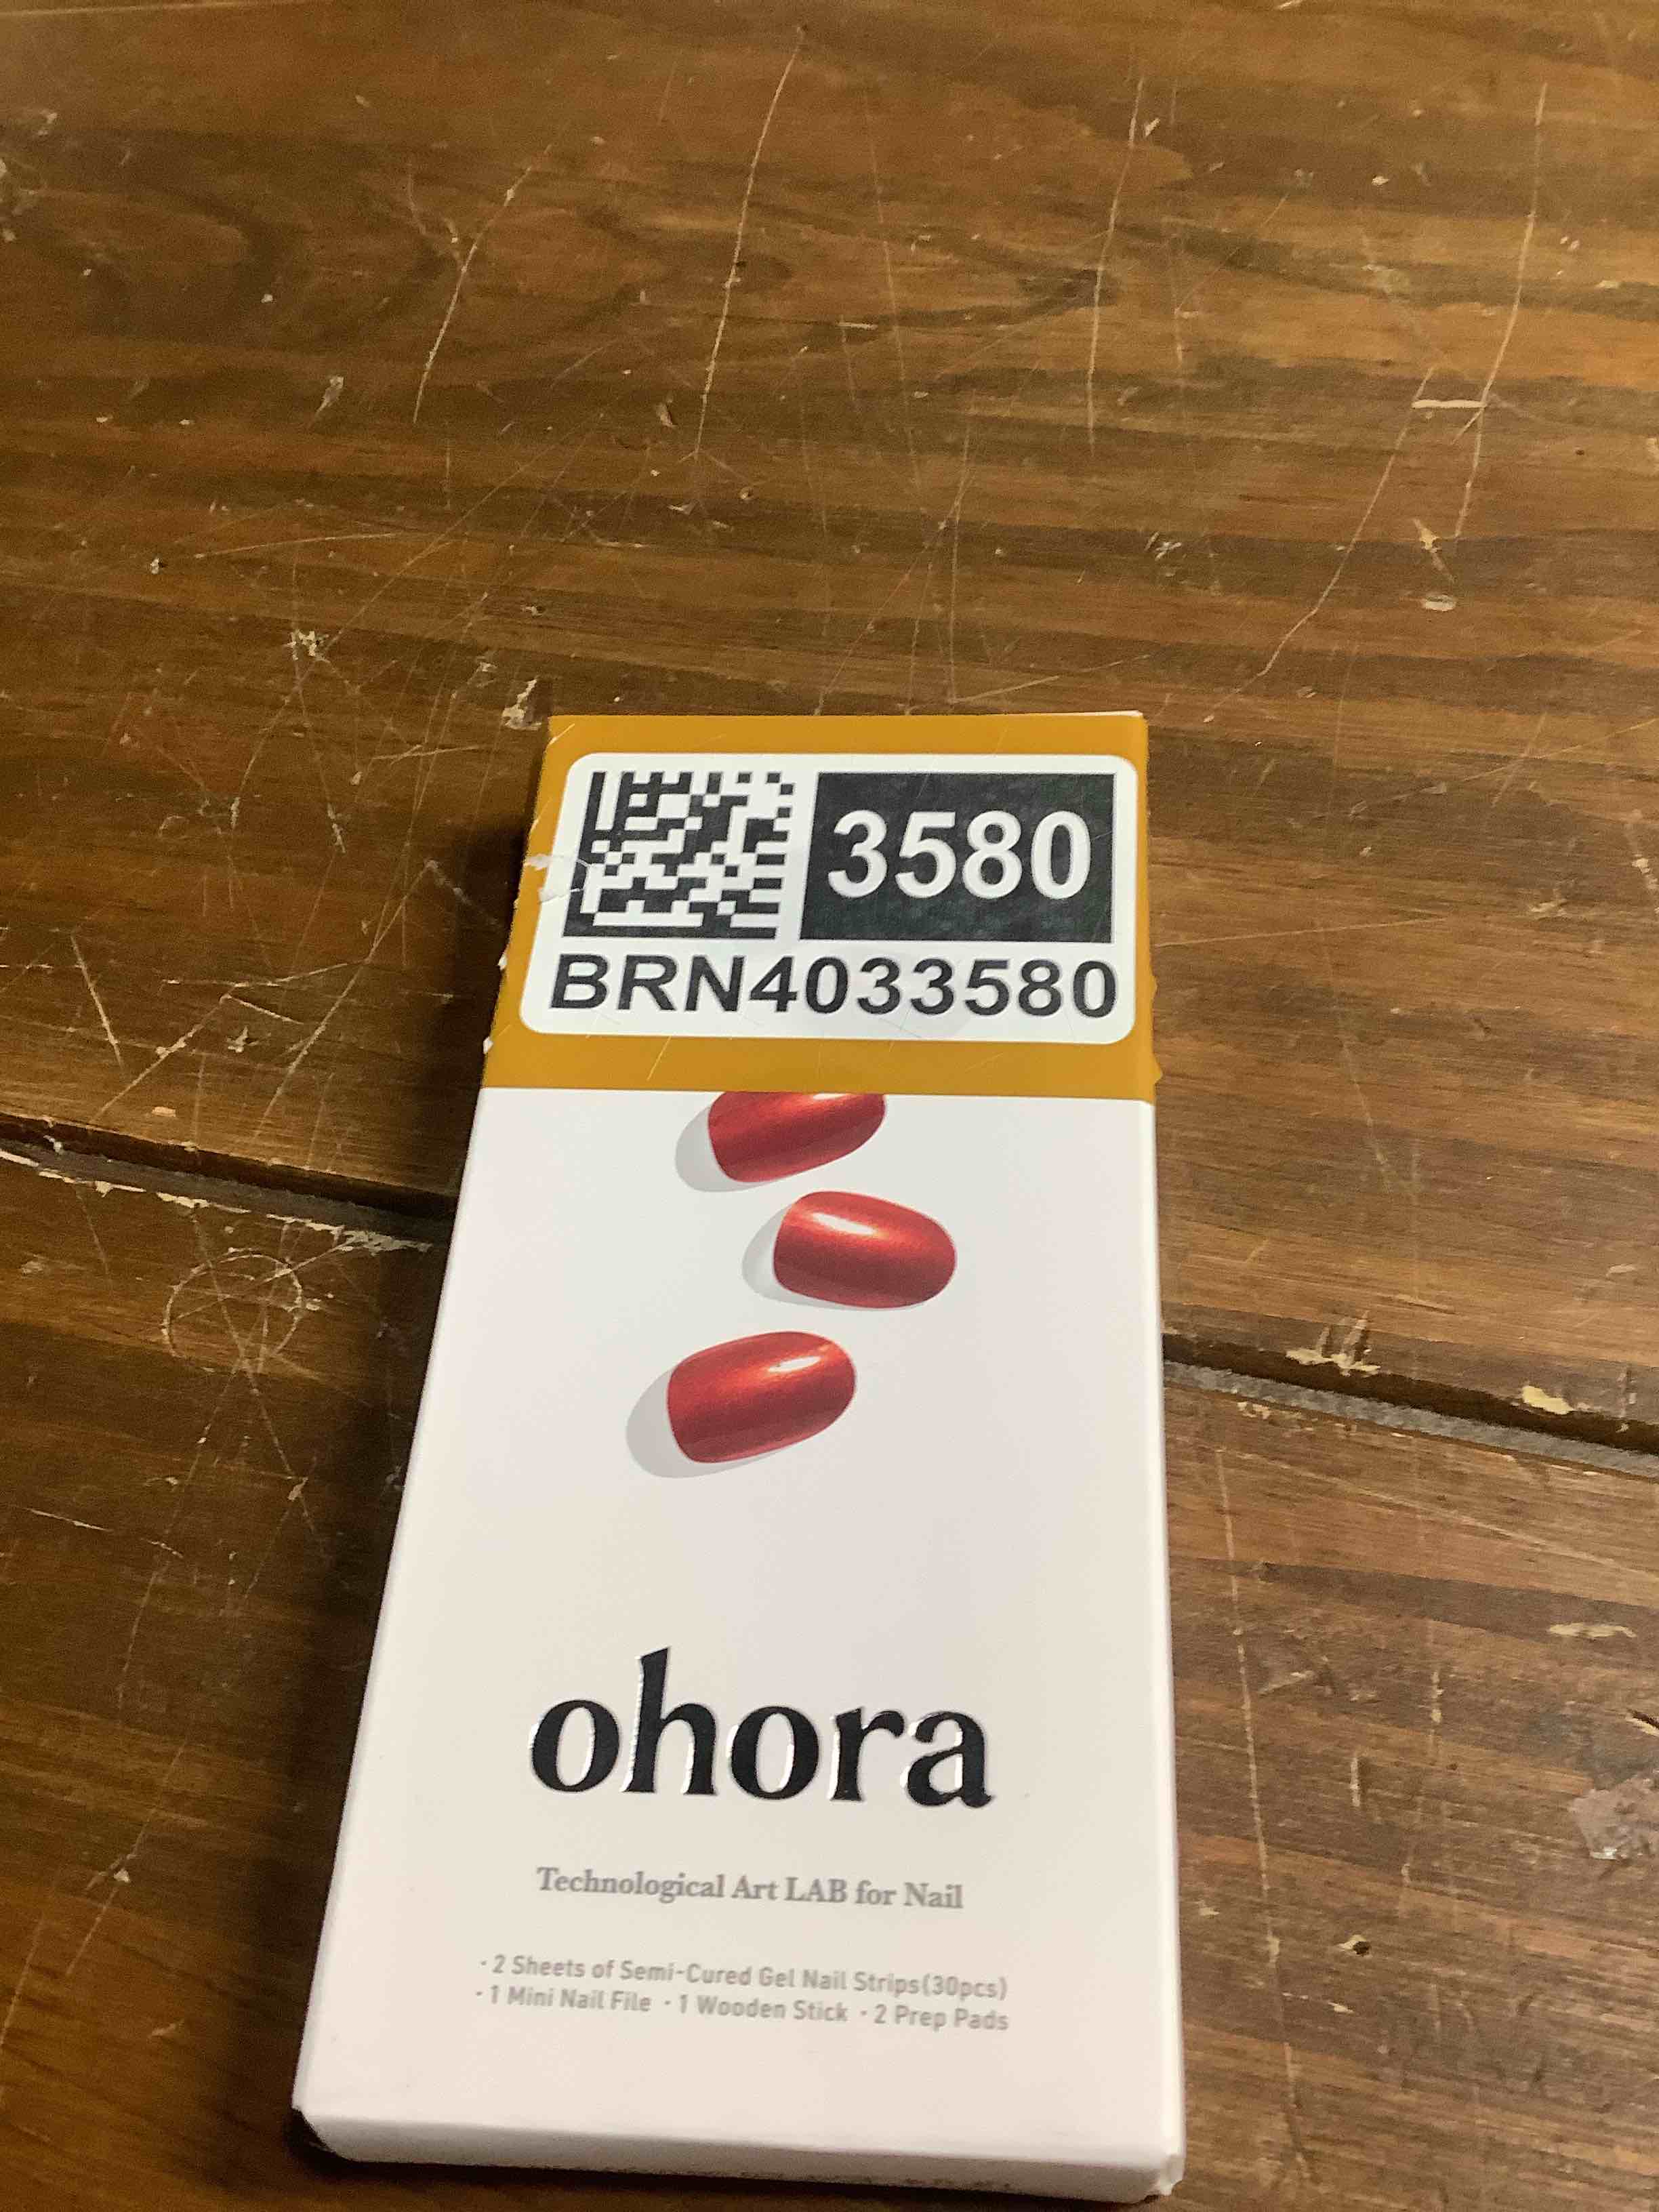 3580
BRN4033580
ohora
Technological Art LAB for Nail
· 2 Sheets of Semi-Cured Gel Nail Strips(30pcs)
· 1 Mini Nail File · 1 Wooden Stick · 2 Prep Pads